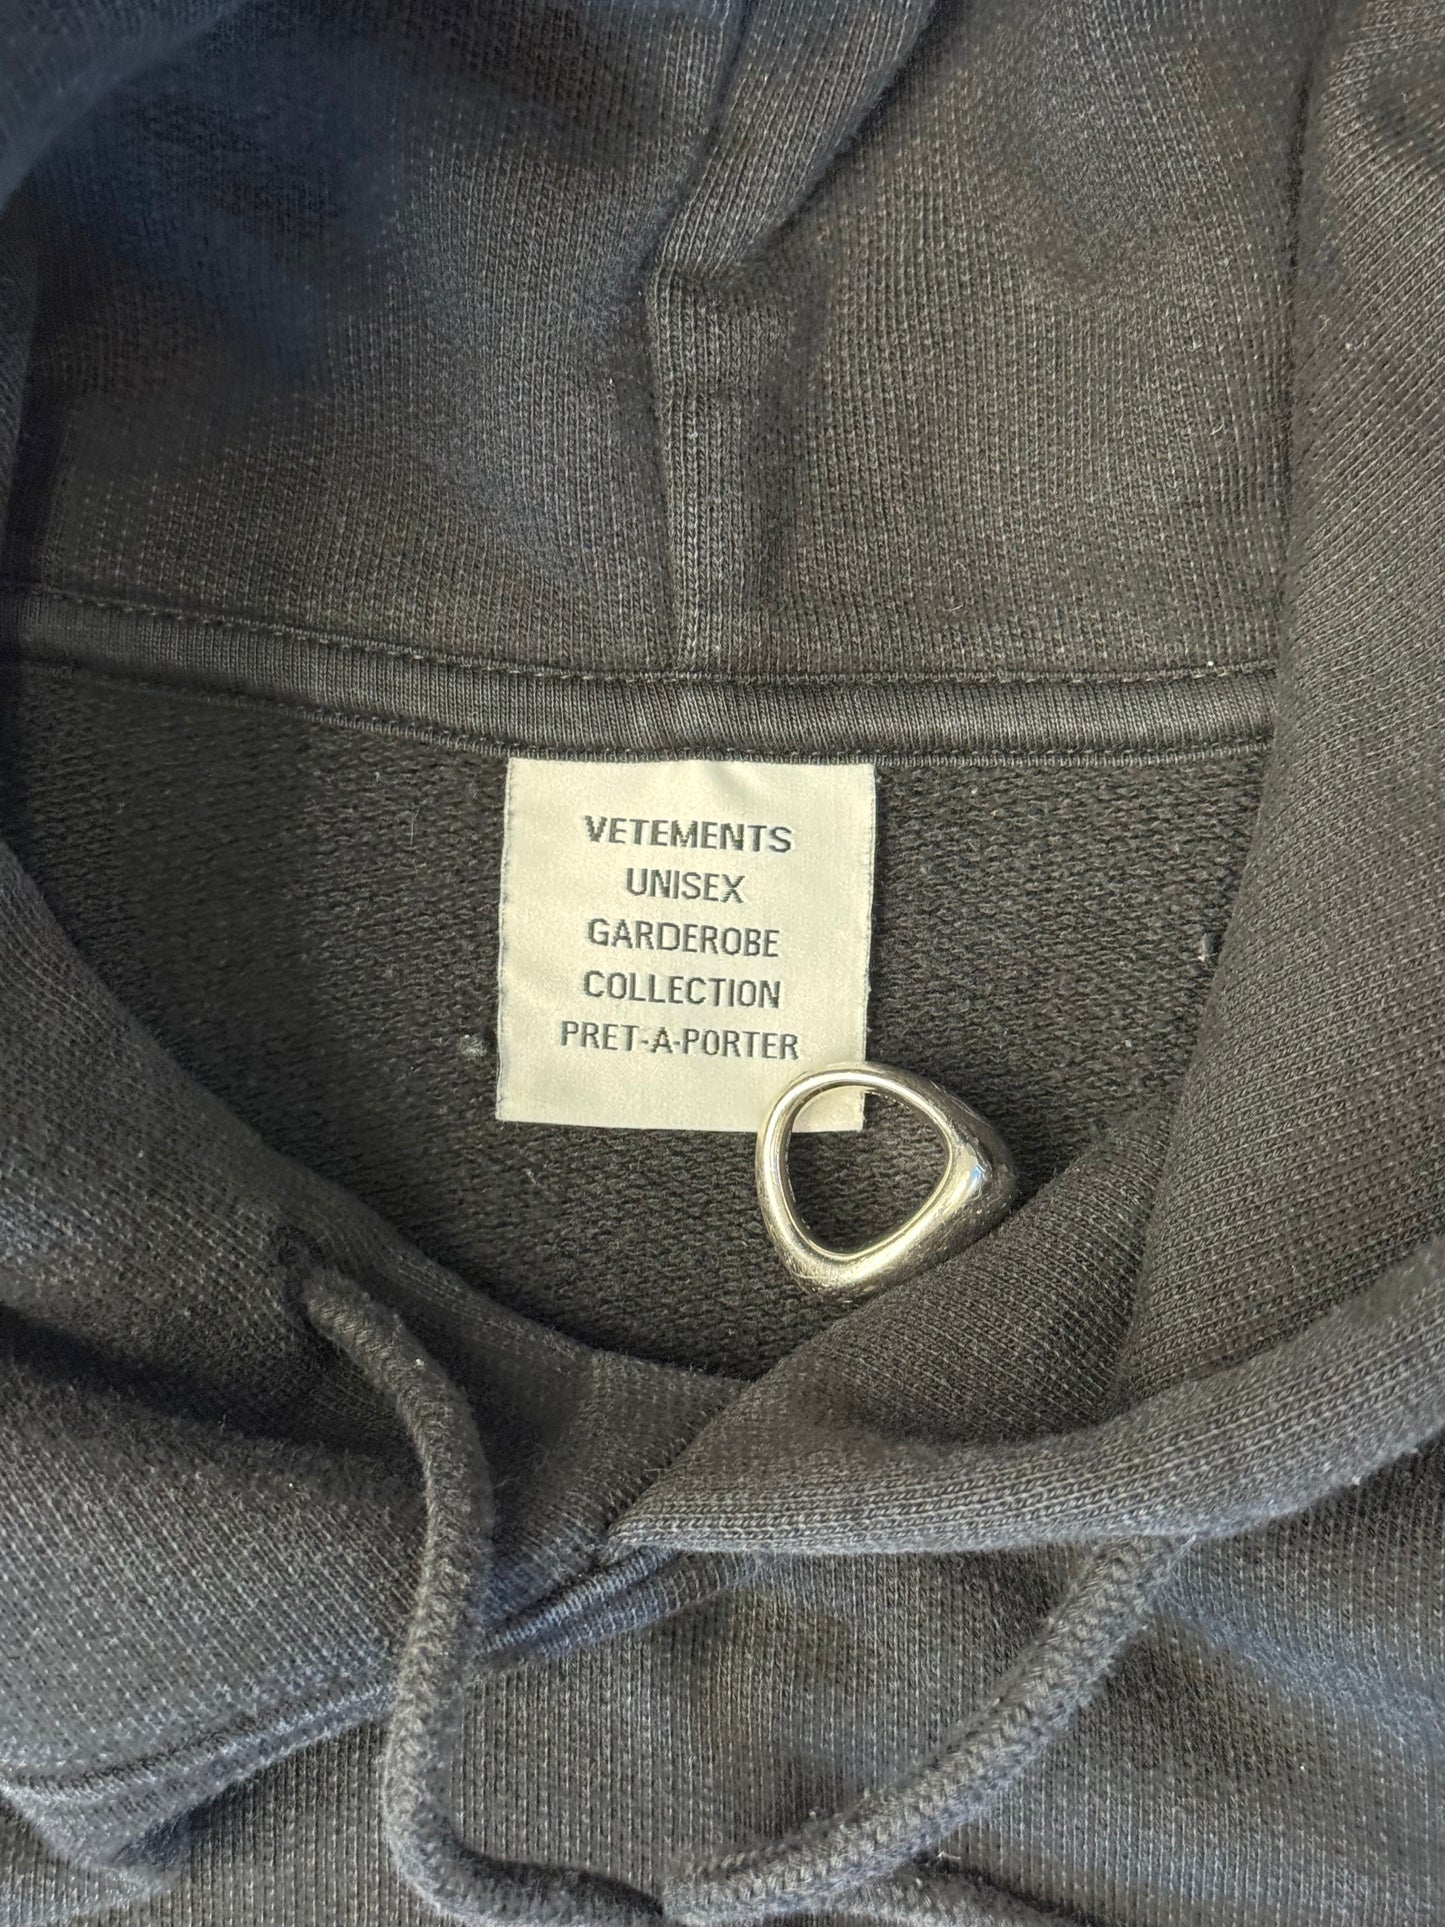 VETEMENTS
UNISEX
GARDEROBE
COLLECTION
PRET-A-PORTER